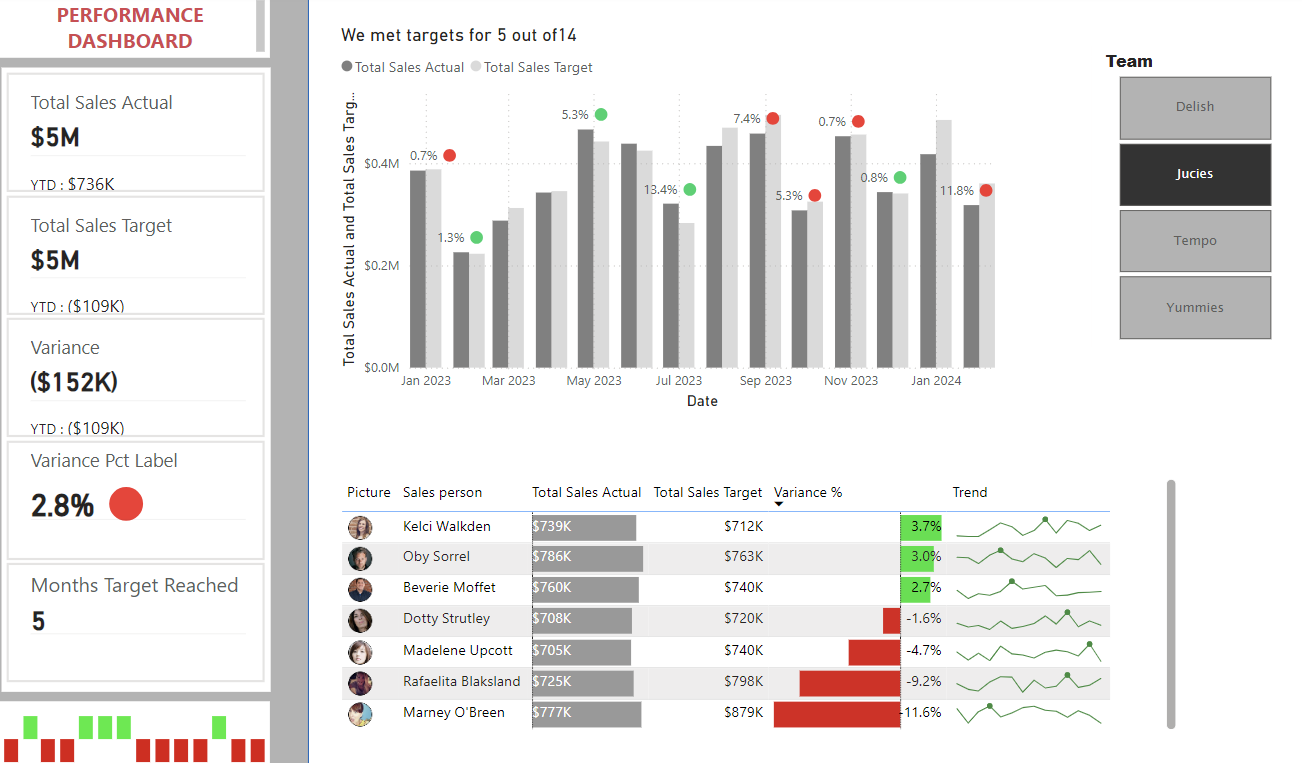 PERFORMANCE
DASHBOARD
Total Sales Actual
$5M
YTD : $736K
Total Sales Target
$5M
YTD : ($109K)
Variance
($152K)
YTD : ($109K)
Variance Pct Label
2.8%
Months Target Reached
5
We met targets for 5 out of14
Total Sales Actual Total Sales Target
Total Sales Actual and Total Sales Targ...
$0.4M
$0.2M
$0.0M
0.7%
1.3%
5.3%
13.4%
7.4%
5.3%
0.7%
0.8%
11.8%
Jan 2023 Mar 2023 May 2023 Jul 2023 Sep 2023 Nov 2023 Jan 2024
Date
Team
Delish
Jucies
Tempo
Yummies
Picture Sales person Total Sales Actual Total Sales Target Variance % Trend
Kelci Walkden $739K $712K 3.7%
Oby Sorrel $786K $763K 3.0%
Beverie Moffet $760K $740K 2.7%
Dotty Strutley $708K $720K -1.6%
Madelene Upcott $705K $740K -4.7%
Rafaelita Blaksland $725K $798K -9.2%
Marney O'Breen $777K $879K -11.6%